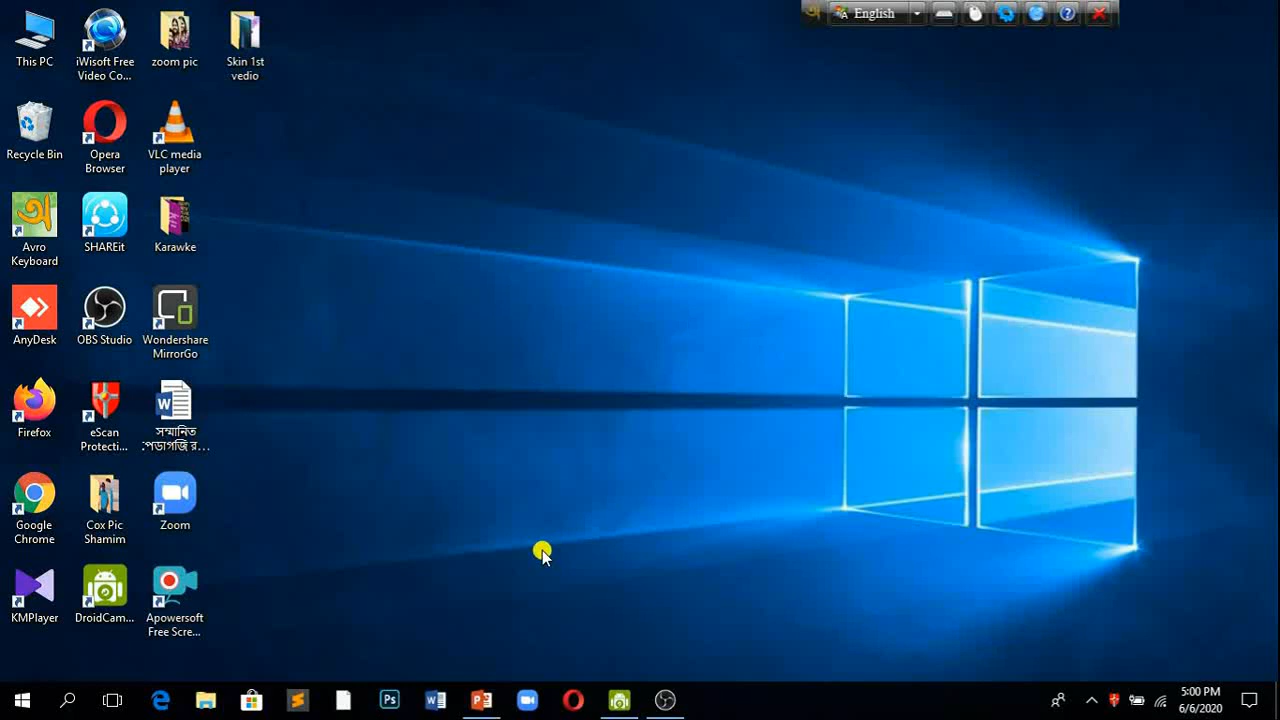 English
This PC
iWisoft Free
Video Co...
zoom pic
Skin 1st
vedio
Recycle Bin
Opera
Browser
VLC media
player
Avro
Keyboard
SHAREit
Karawke
AnyDesk
OBS Studio
Wondershare
MirrorGo
Firefox
eScan
Protecti...
সম্মানিত
পেডাগজি র...
Google
Chrome
Cox Pic
Shamim
Zoom
KMPlayer
DroidCam...
Apowersoft
Free Scre...
5:00 PM
6/6/2020